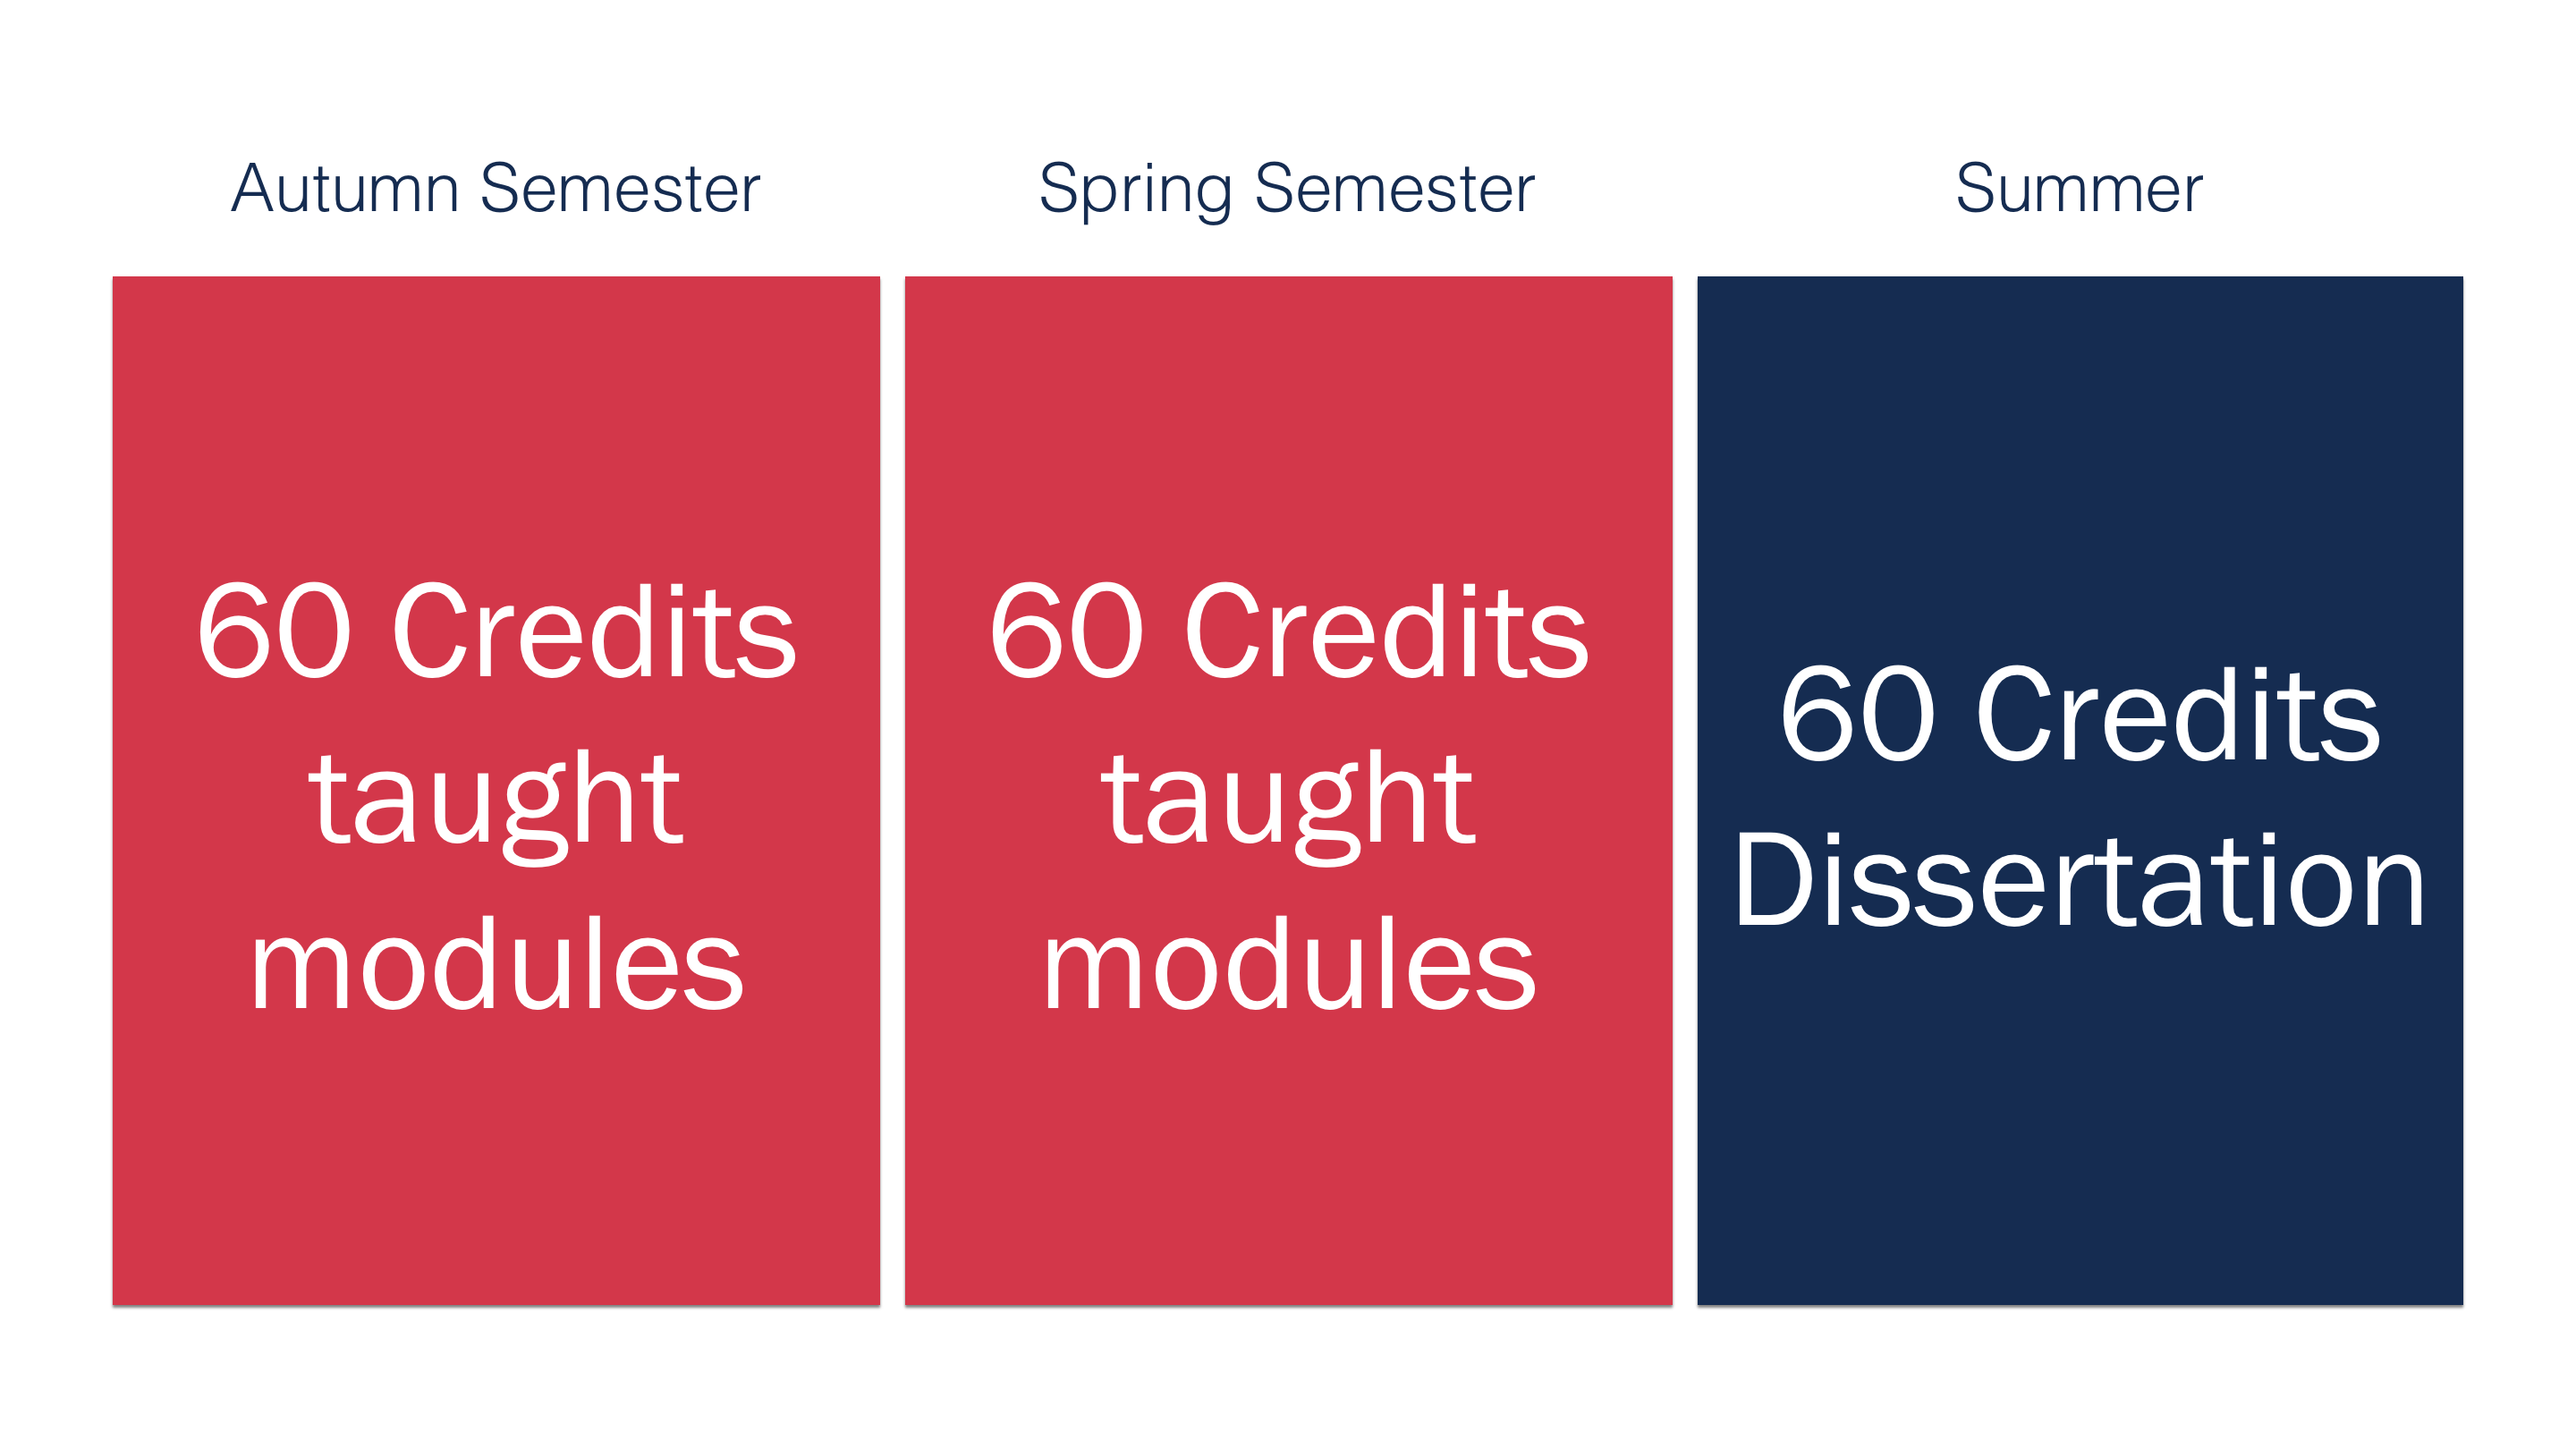 Autumn Semester
Spring Semester
Summer
60 Credits
taught
modules
60 Credits
taught
modules
60 Credits
Dissertation